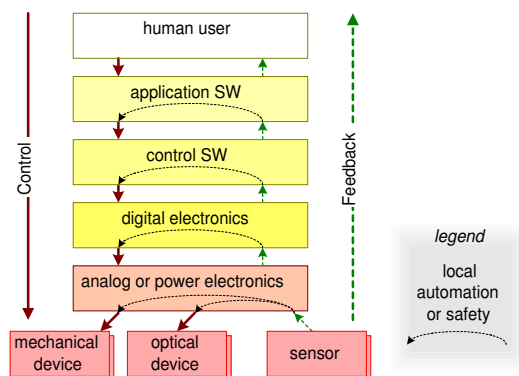 human user
application SW
control SW
digital electronics
analog or power electronics
mechanical
device
optical
device
sensor
Control
Feedback
legend
local
automation
or safety